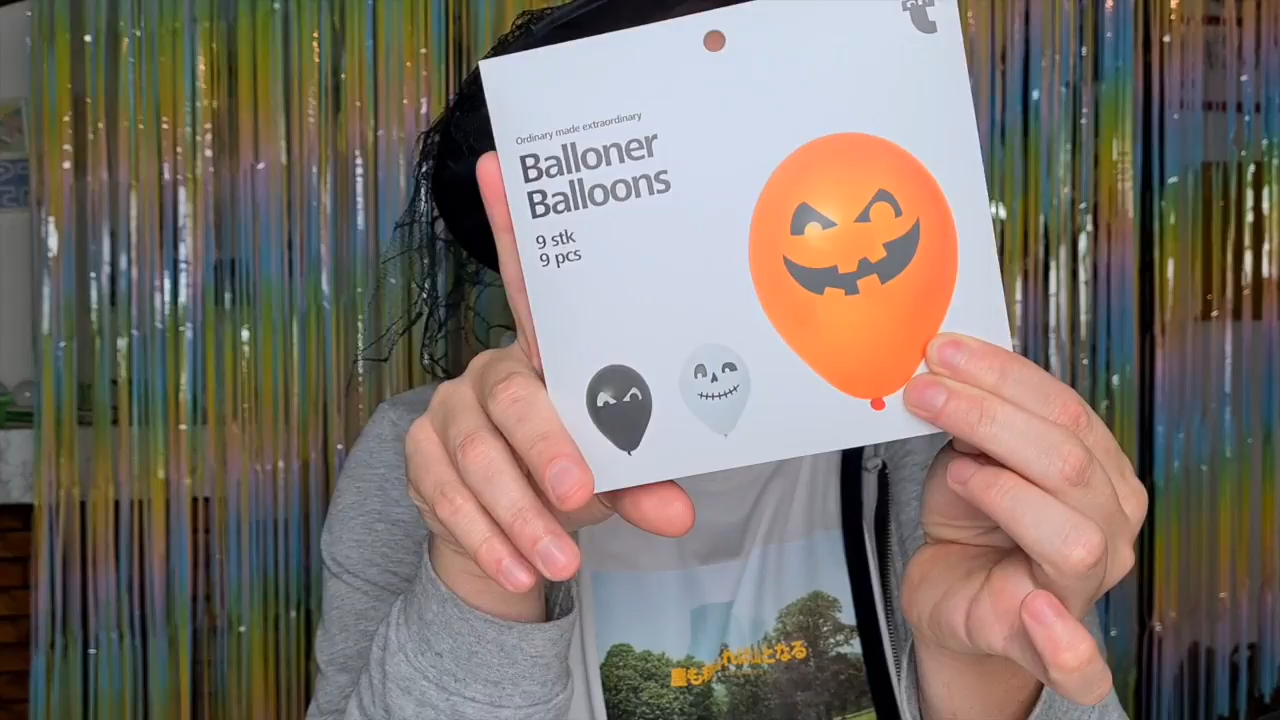 Ordinary made extraordinary
Balloner
Balloons
9 stk
9 pcs